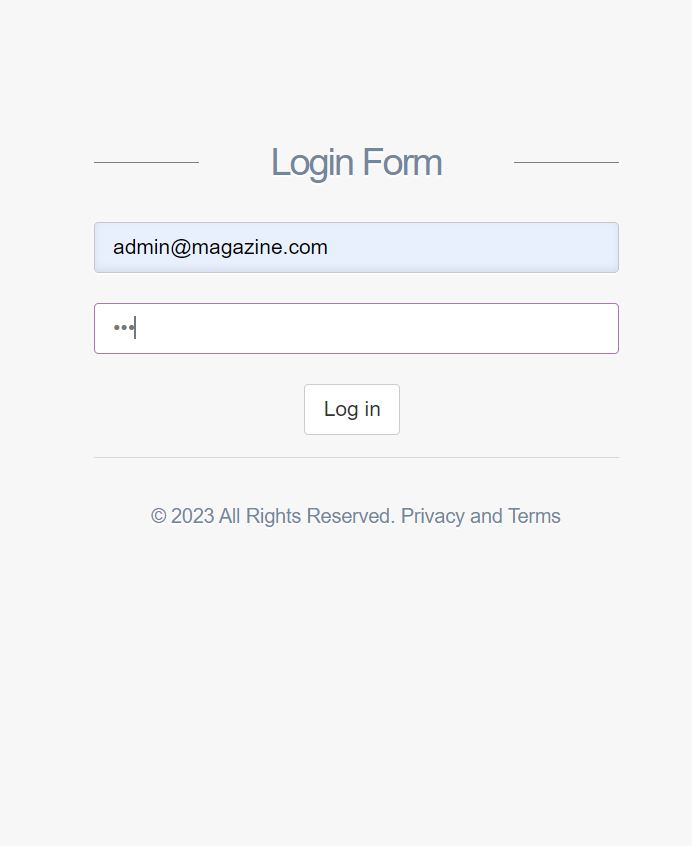 Login Form
admin@magazine.com
•••
Log in
© 2023 All Rights Reserved. Privacy and Terms